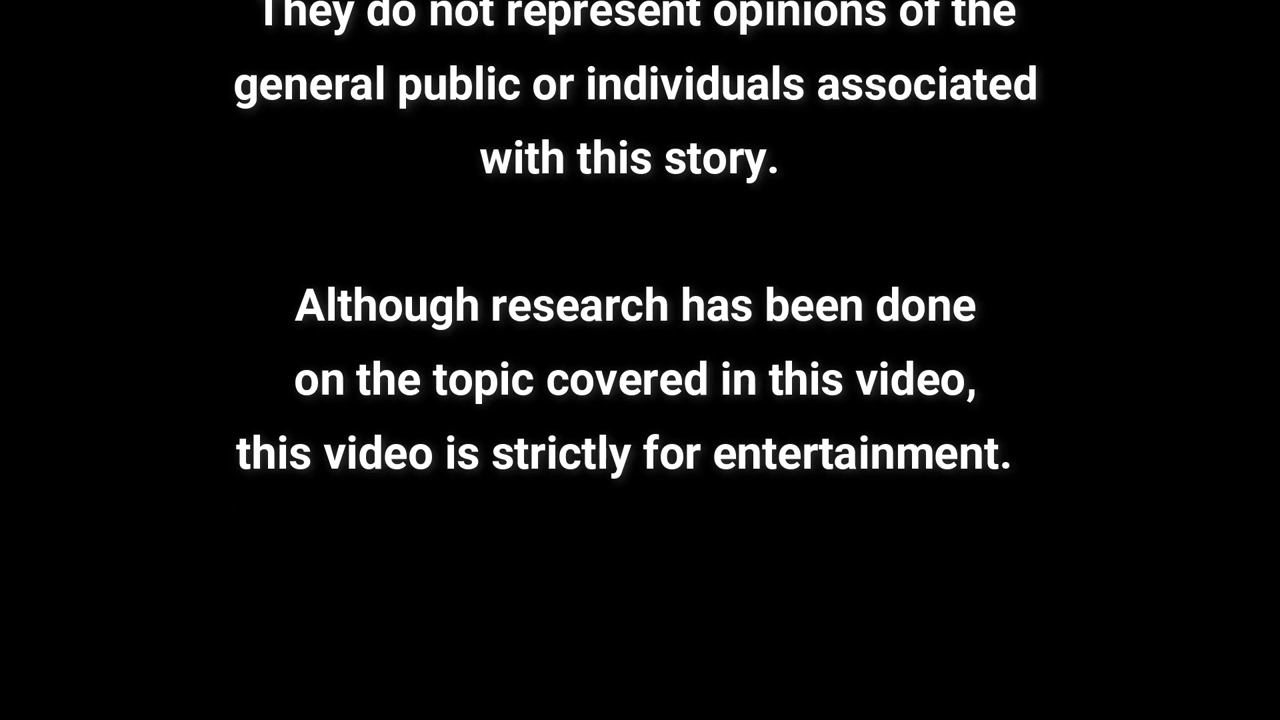 They do not represent opinions of the
general public or individuals associated
with this story.
Although research has been done
on the topic covered in this video,
this video is strictly for entertainment.